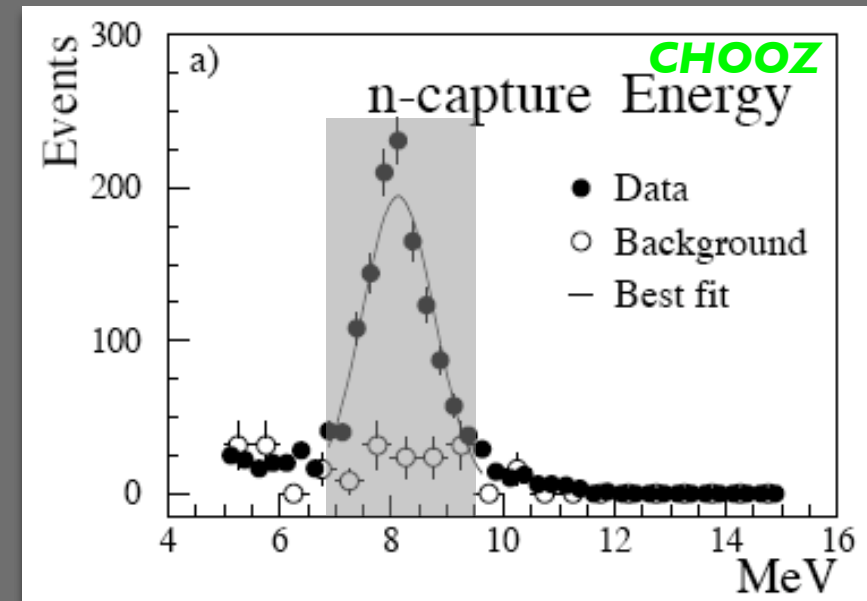 300
a)
CHOOZ
n-capture Energy
Events
Data
200
Background
Best fit
100
0
4 6 8 10 12 14 16
MeV